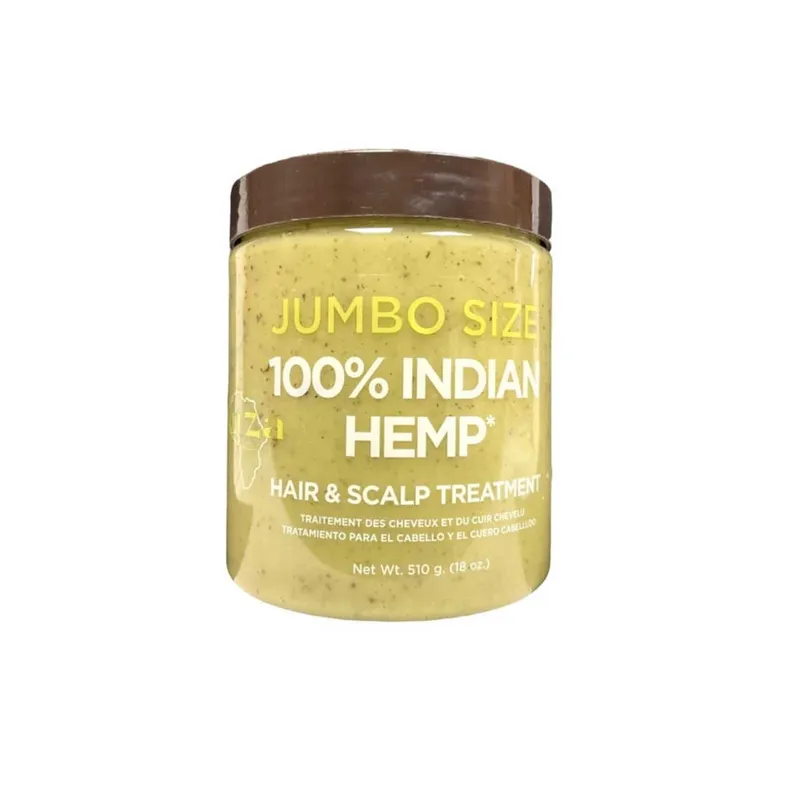 JUMBO SIZE
100% INDIAN
HEMP*
HAIR & SCALP TREATMENT
TRAITEMENT DES CHEVEUX ET DU CUIR CHEVELU
TRATAMIENTO PARA EL CABELLO Y EL CUERO CABELLLDO
Net Wt. 510 g. (18 oz.)